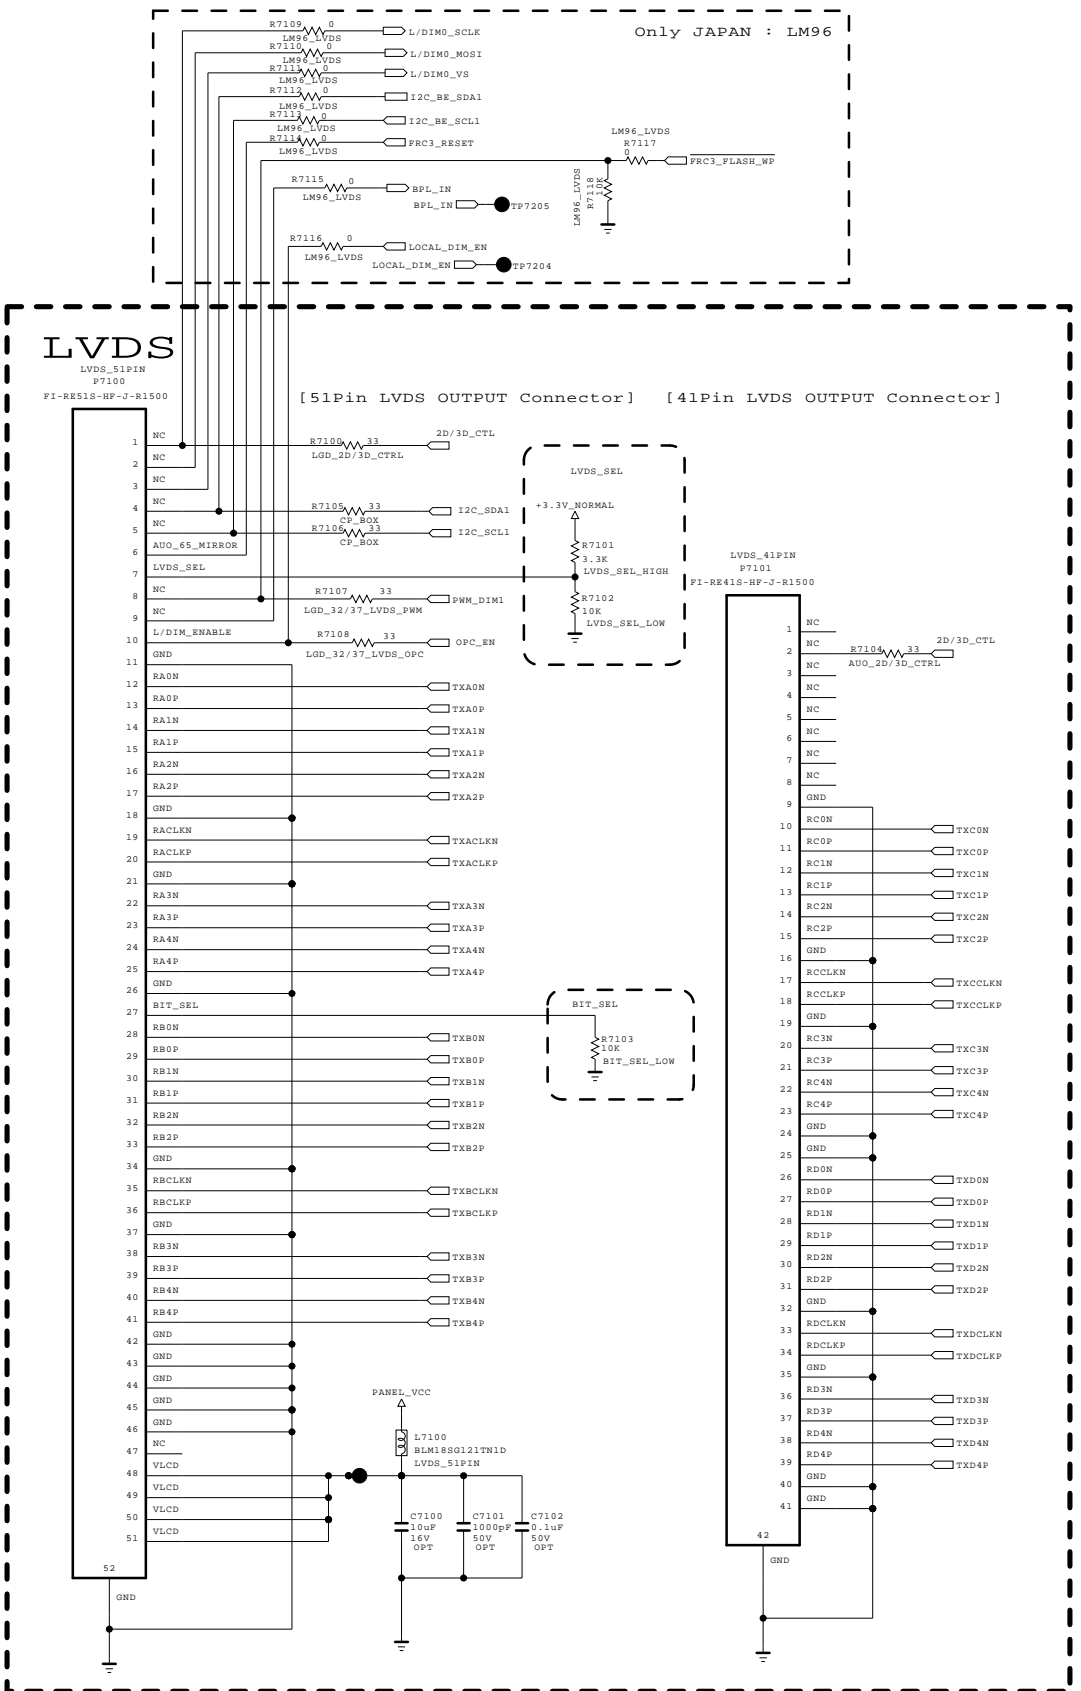 Only JAPAN : LM96
R7109 0
LM96_LVDS
L/DIM0_SCLK
R7110 0
LM96_LVDS
L/DIM0_MOSI
R7111 0
LM96_LVDS
L/DIM0_VS
R7112 0
LM96_LVDS
I2C_BE_SDA1
R7113 0
LM96_LVDS
I2C_BE_SCL1
R7114 0
LM96_LVDS
FRC3_RESET
LM96_LVDS
R7117
0
FRC3_FLASH_WP
LM96_LVDS
R7118
10K
R7115 0
LM96_LVDS
BPL_IN
BPL_IN
TP7205
R7116 0
LM96_LVDS
LOCAL_DIM_EN
LOCAL_DIM_EN
TP7204
LVDS
LVDS_51PIN
P7100
FI-RE51S-HF-J-R1500
[51Pin LVDS OUTPUT Connector]
[41Pin LVDS OUTPUT Connector]
1 NC
R7100 33
LGD_2D/3D_CTRL
2D/3D_CTL
2 NC
3 NC
4 NC
R7105 33
CP_BOX
I2C_SDA1
5 NC
R7106 33
CP_BOX
I2C_SCL1
6 AUO_65_MIRROR
7 LVDS_SEL
8 NC
R7107 33
LGD_32/37_LVDS_PWM
PWM_DIM1
9 NC
10 L/DIM_ENABLE
R7108 33
LGD_32/37_LVDS_OPC
OPC_EN
11 GND
12 RA0N TXA0N
13 RA0P TXA0P
14 RA1N TXA1N
15 RA1P TXA1P
16 RA2N TXA2N
17 RA2P TXA2P
18 GND
19 RACLKN TXACLKN
20 RACLKP TXACLKP
21 GND
22 RA3N TXA3N
23 RA3P TXA3P
24 RA4N TXA4N
25 RA4P TXA4P
26 GND
27 BIT_SEL
28 RB0N TXB0N
29 RB0P TXB0P
30 RB1N TXB1N
31 RB1P TXB1P
32 RB2N TXB2N
33 RB2P TXB2P
34 GND
35 RBCLKN TXBCLKN
36 RBCLKP TXBCLKP
37 GND
38 RB3N TXB3N
39 RB3P TXB3P
40 RB4N TXB4N
41 RB4P TXB4P
42 GND
43 GND
44 GND
45 GND
46 GND
47 NC
48 VLCD
49 VLCD
50 VLCD
51 VLCD
52
GND
LVDS_SEL
+3.3V_NORMAL
R7101
3.3K
LVDS_SEL_HIGH
R7102
10K
LVDS_SEL_LOW
BIT_SEL
R7103
10K
BIT_SEL_LOW
PANEL_VCC
L7100
BLM18SG121TN1D
LVDS_51PIN
C7100
10uF
16V
OPT
C7101
1000pF
50V
OPT
C7102
0.1uF
50V
OPT
LVDS_41PIN
P7101
FI-RE41S-HF-J-R1500
1 NC
2 NC
R7104 33
AUO_2D/3D_CTRL
2D/3D_CTL
3 NC
4 NC
5 NC
6 NC
7 NC
8 NC
9 GND
10 RC0N TXC0N
11 RC0P TXC0P
12 RC1N TXC1N
13 RC1P TXC1P
14 RC2N TXC2N
15 RC2P TXC2P
16 GND
17 RCCLKN TXCCLKN
18 RCCLKP TXCCLKP
19 GND
20 RC3N TXC3N
21 RC3P TXC3P
22 RC4N TXC4N
23 RC4P TXC4P
24 GND
25 GND
26 RD0N TXD0N
27 RD0P TXD0P
28 RD1N TXD1N
29 RD1P TXD1P
30 RD2N TXD2N
31 RD2P TXD2P
32 GND
33 RDCLKN TXDCLKN
34 RDCLKP TXDCLKP
35 GND
36 RD3N TXD3N
37 RD3P TXD3P
38 RD4N TXD4N
39 RD4P TXD4P
40 GND
41 GND
42
GND